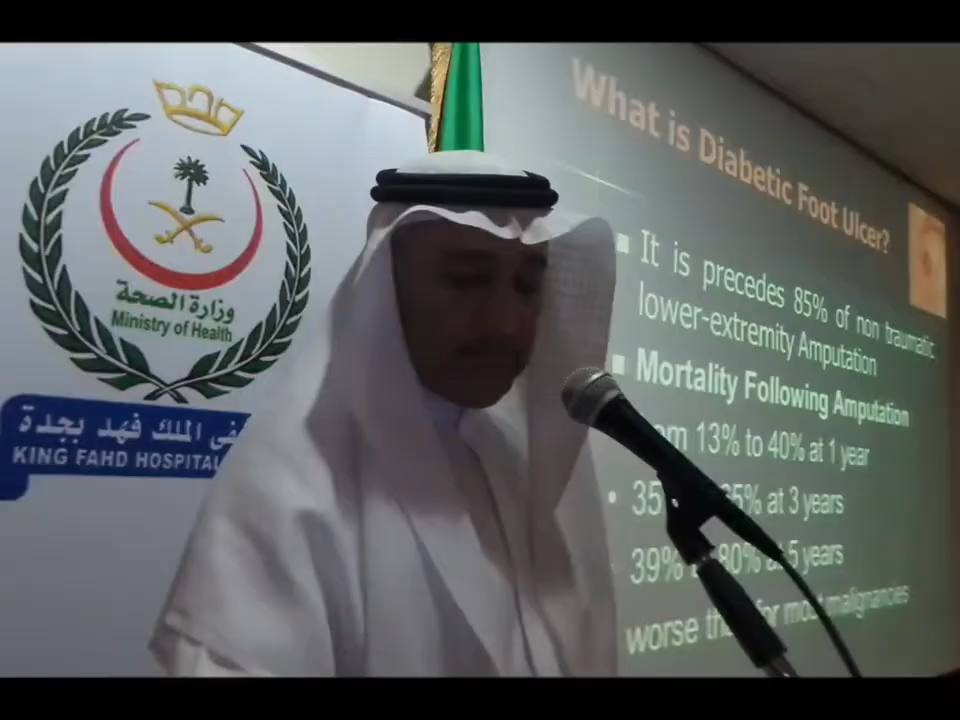 وزارة الصحة
Ministry of Health
الملك فهد بجدة
KING FAHD HOSPITAL
What is Diabetic Foot Ulcer?
It is precedes 85% of non traumatic
lower-extremity Amputation
Mortality Following Amputation
13% to 40% at 1 year
35% at 3 years
39% 80% at 5 years
worse for most malignancies